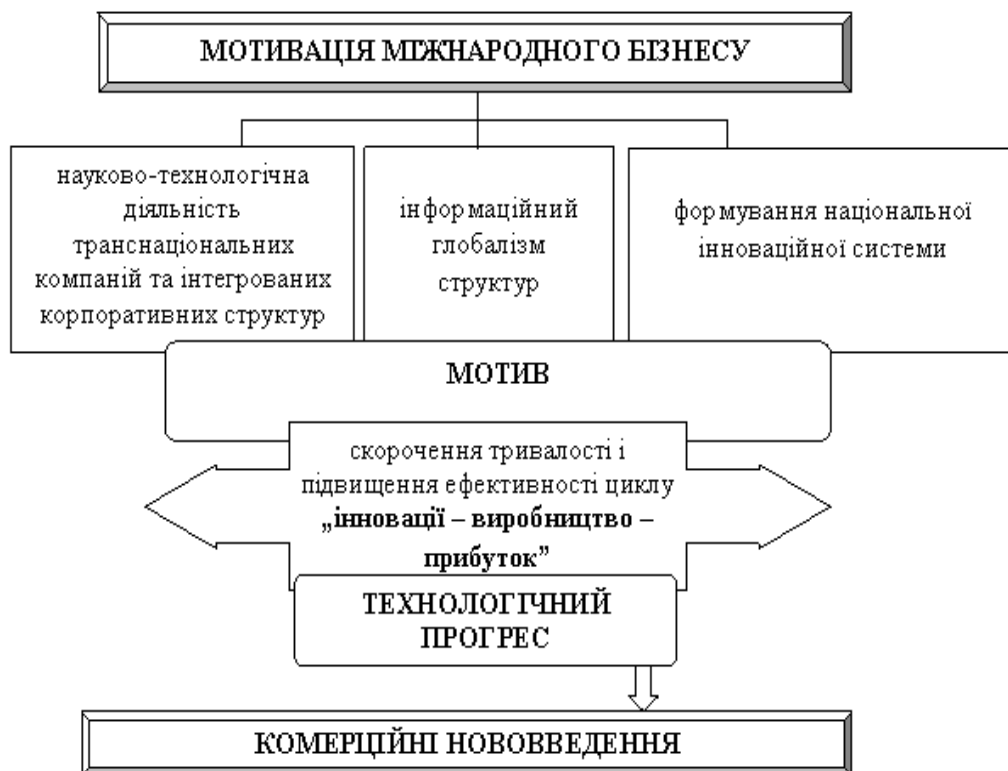 МОТИВАЦІЯ МІЖНАРОДНОГО БІЗНЕСУ
науково-технологічна
діяльність
транснаціональних
компаній та інтегрованих
корпоративних структур
інформаційний
глобалізм
структур
формування національної
інноваційної системи
МОТИВ
скорочення тривалості і
підвищення ефективності циклу
„інновації – виробництво –
прибуток”
ТЕХНОЛОГІЧНИЙ
ПРОГРЕС
КОМЕРЦІЙНІ НОВОВВЕДЕННЯ